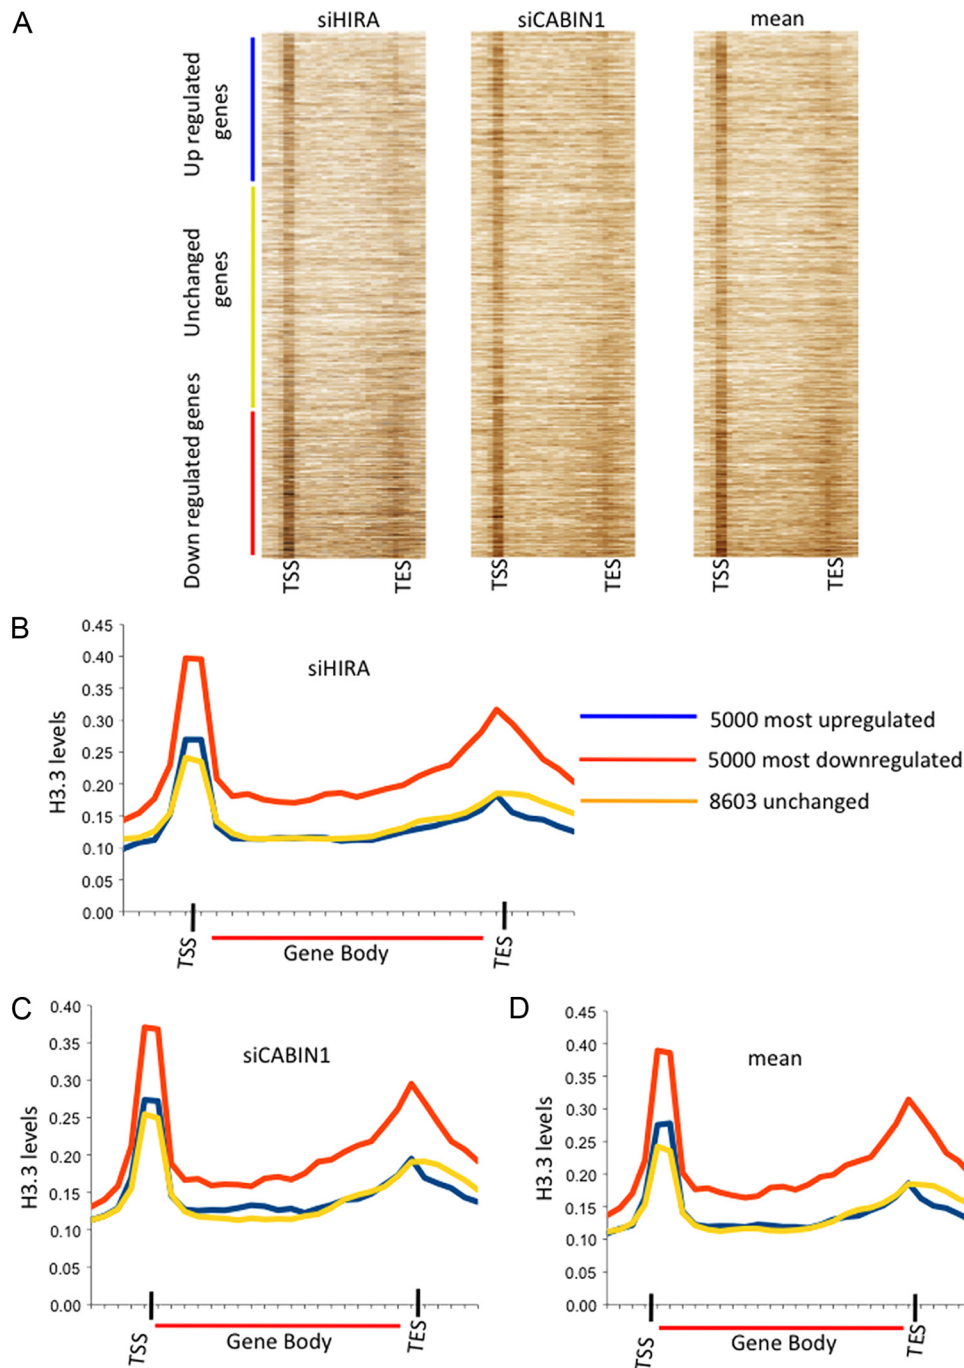 A
siHIRA
siCABIN1
mean
Up regulated
genes
Unchanged
genes
Down regulated genes
TSS
TES
TSS
TES
TSS
TES
B
siHIRA
H3.3 levels
0.45
0.40
0.35
0.30
0.25
0.20
0.15
0.10
0.05
0.00
TSS
Gene Body
TES
5000 most upregulated
5000 most downregulated
8603 unchanged
C
siCABIN1
H3.3 levels
0.40
0.35
0.30
0.25
0.20
0.15
0.10
0.05
0.00
TSS
Gene Body
TES
D
mean
H3.3 levels
0.45
0.40
0.35
0.30
0.25
0.20
0.15
0.10
0.05
0.00
TSS
Gene Body
TES